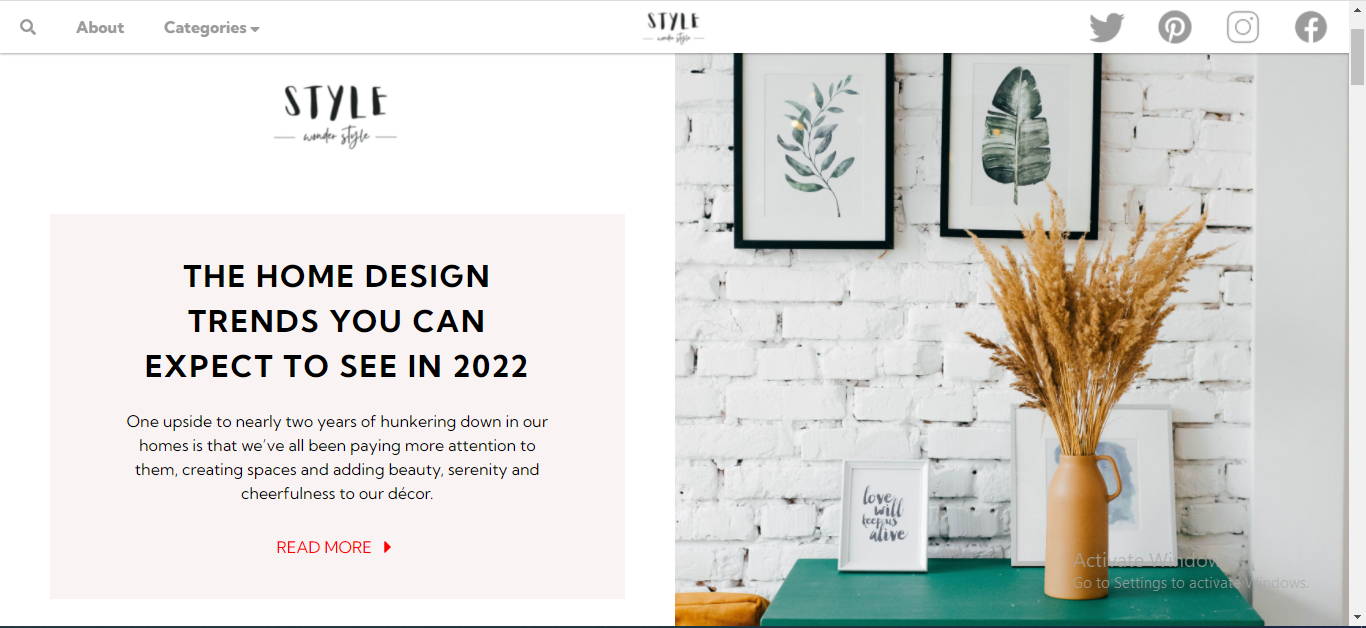 About
Categories
STYLE
wonder style
STYLE
wonder style
THE HOME DESIGN
TRENDS YOU CAN
EXPECT TO SEE IN 2022
One upside to nearly two years of hunkering down in our
homes is that we've all been paying more attention to
them, creating spaces and adding beauty, serenity and
cheerfulness to our décor.
READ MORE
love
will
keep us
alive
Activate Windows
Go to Settings to activate Windows.